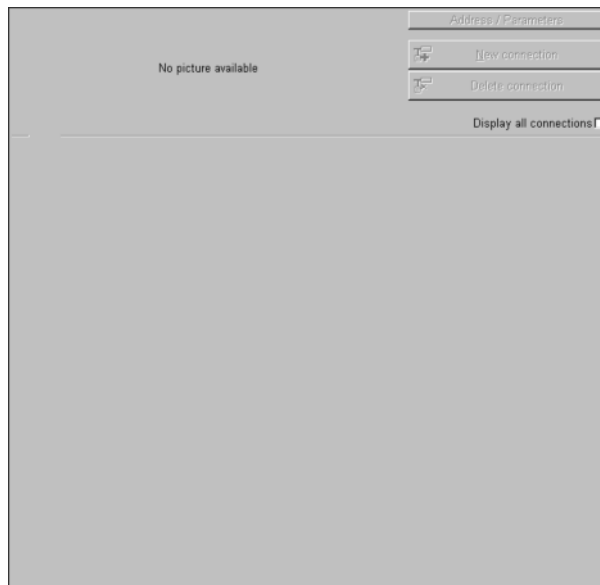 Address / Parameters
New connection
No picture available
Delete connection
Display all connections